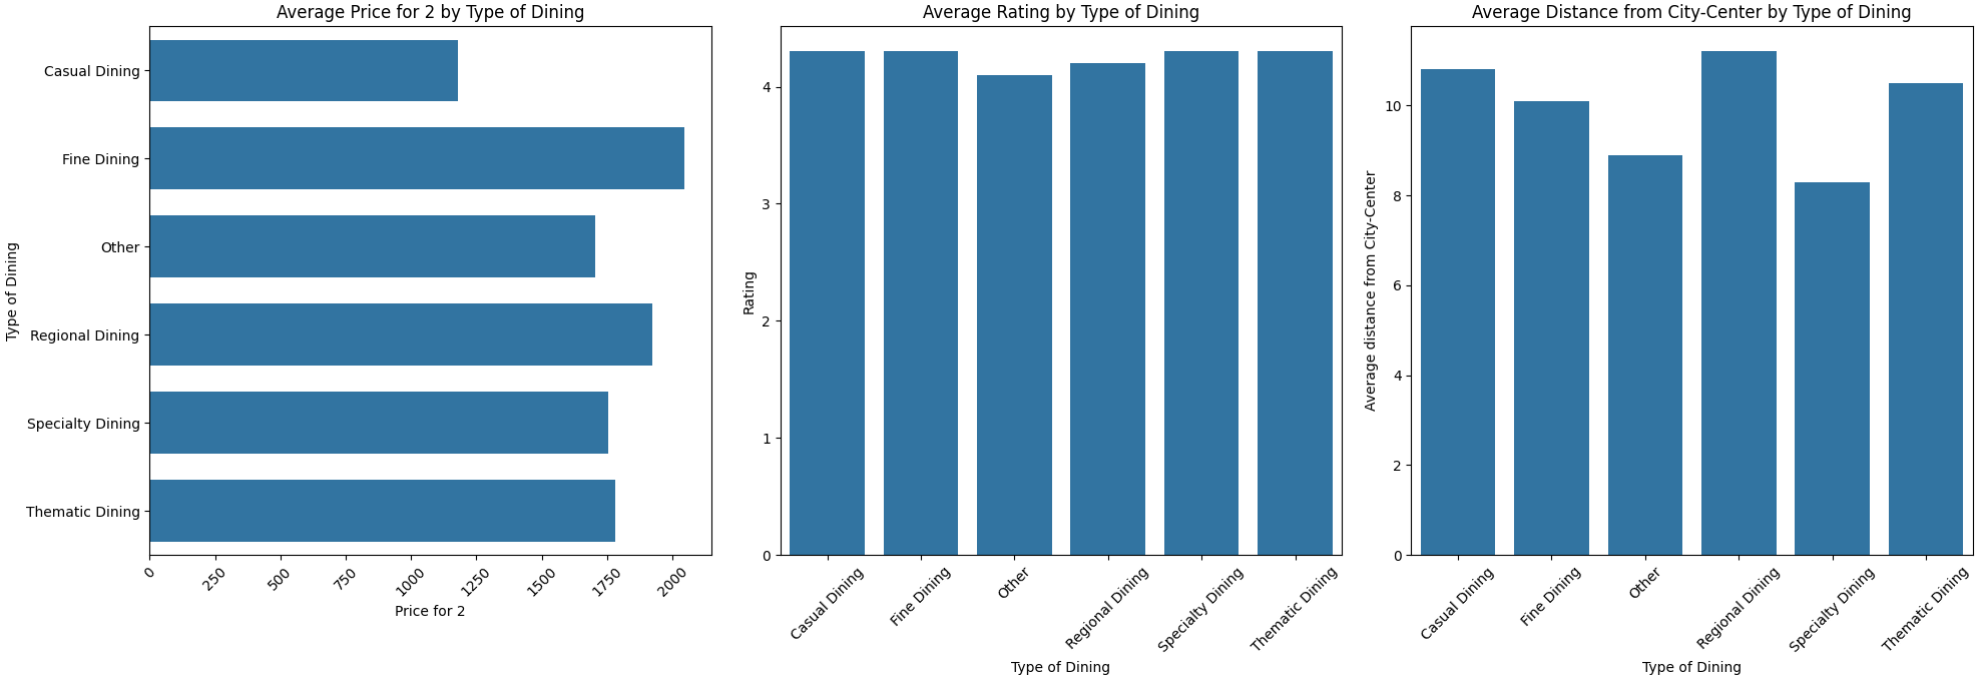 Average Price for 2 by Type of Dining
Type of Dining
Casual Dining
Fine Dining
Other
Regional Dining
Specialty Dining
Thematic Dining
0
250
500
750
1000
1250
1500
1750
2000
Price for 2
Average Rating by Type of Dining
Rating
4
3
2
1
0
Casual Dining
Fine Dining
Other
Regional Dining
Specialty Dining
Thematic Dining
Type of Dining
Average Distance from City-Center by Type of Dining
Average distance from City-Center
10
8
6
4
2
0
Casual Dining
Fine Dining
Other
Regional Dining
Specialty Dining
Thematic Dining
Type of Dining